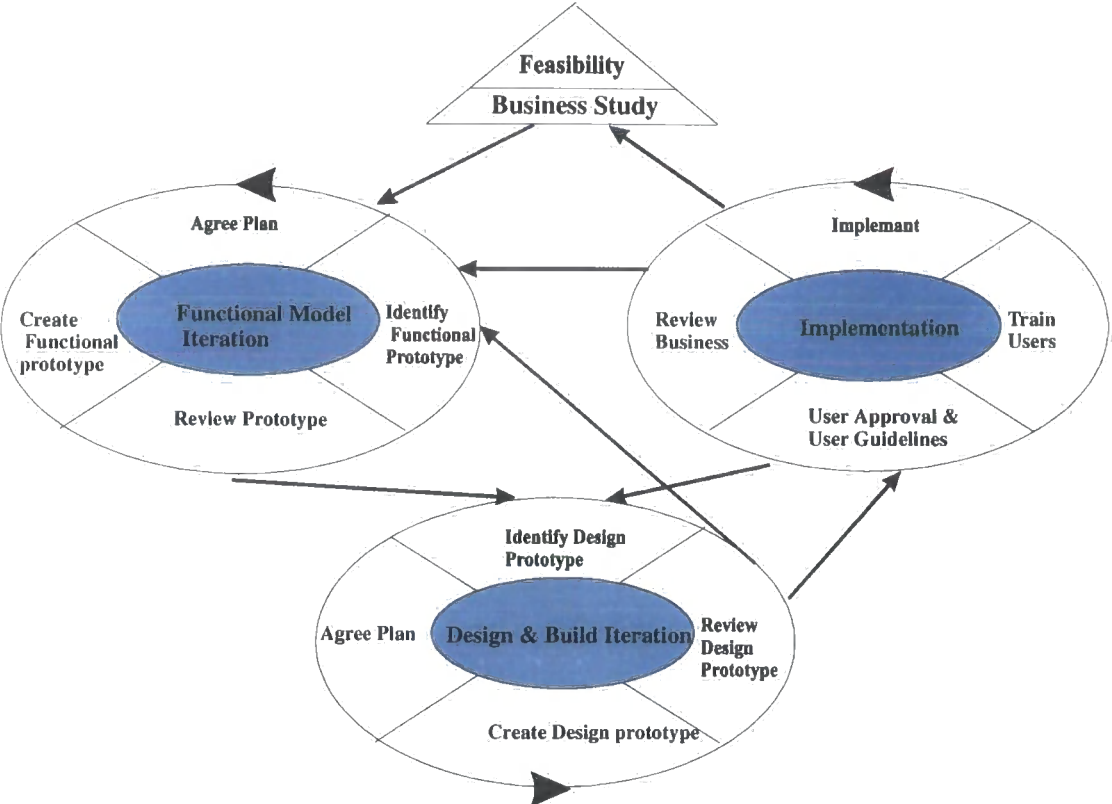 Feasibility
Business Study
Agree Plan
Create
Functional
prototype
Functional Model
Iteration
Identify
Functional
Prototype
Review Prototype
Implemant
Review
Business
Implementation
Train
Users
User Approval &
User Guidelines
Identify Design
Prototype
Agree Plan
Design & Build Iteration
Review
Design
Prototype
Create Design prototype